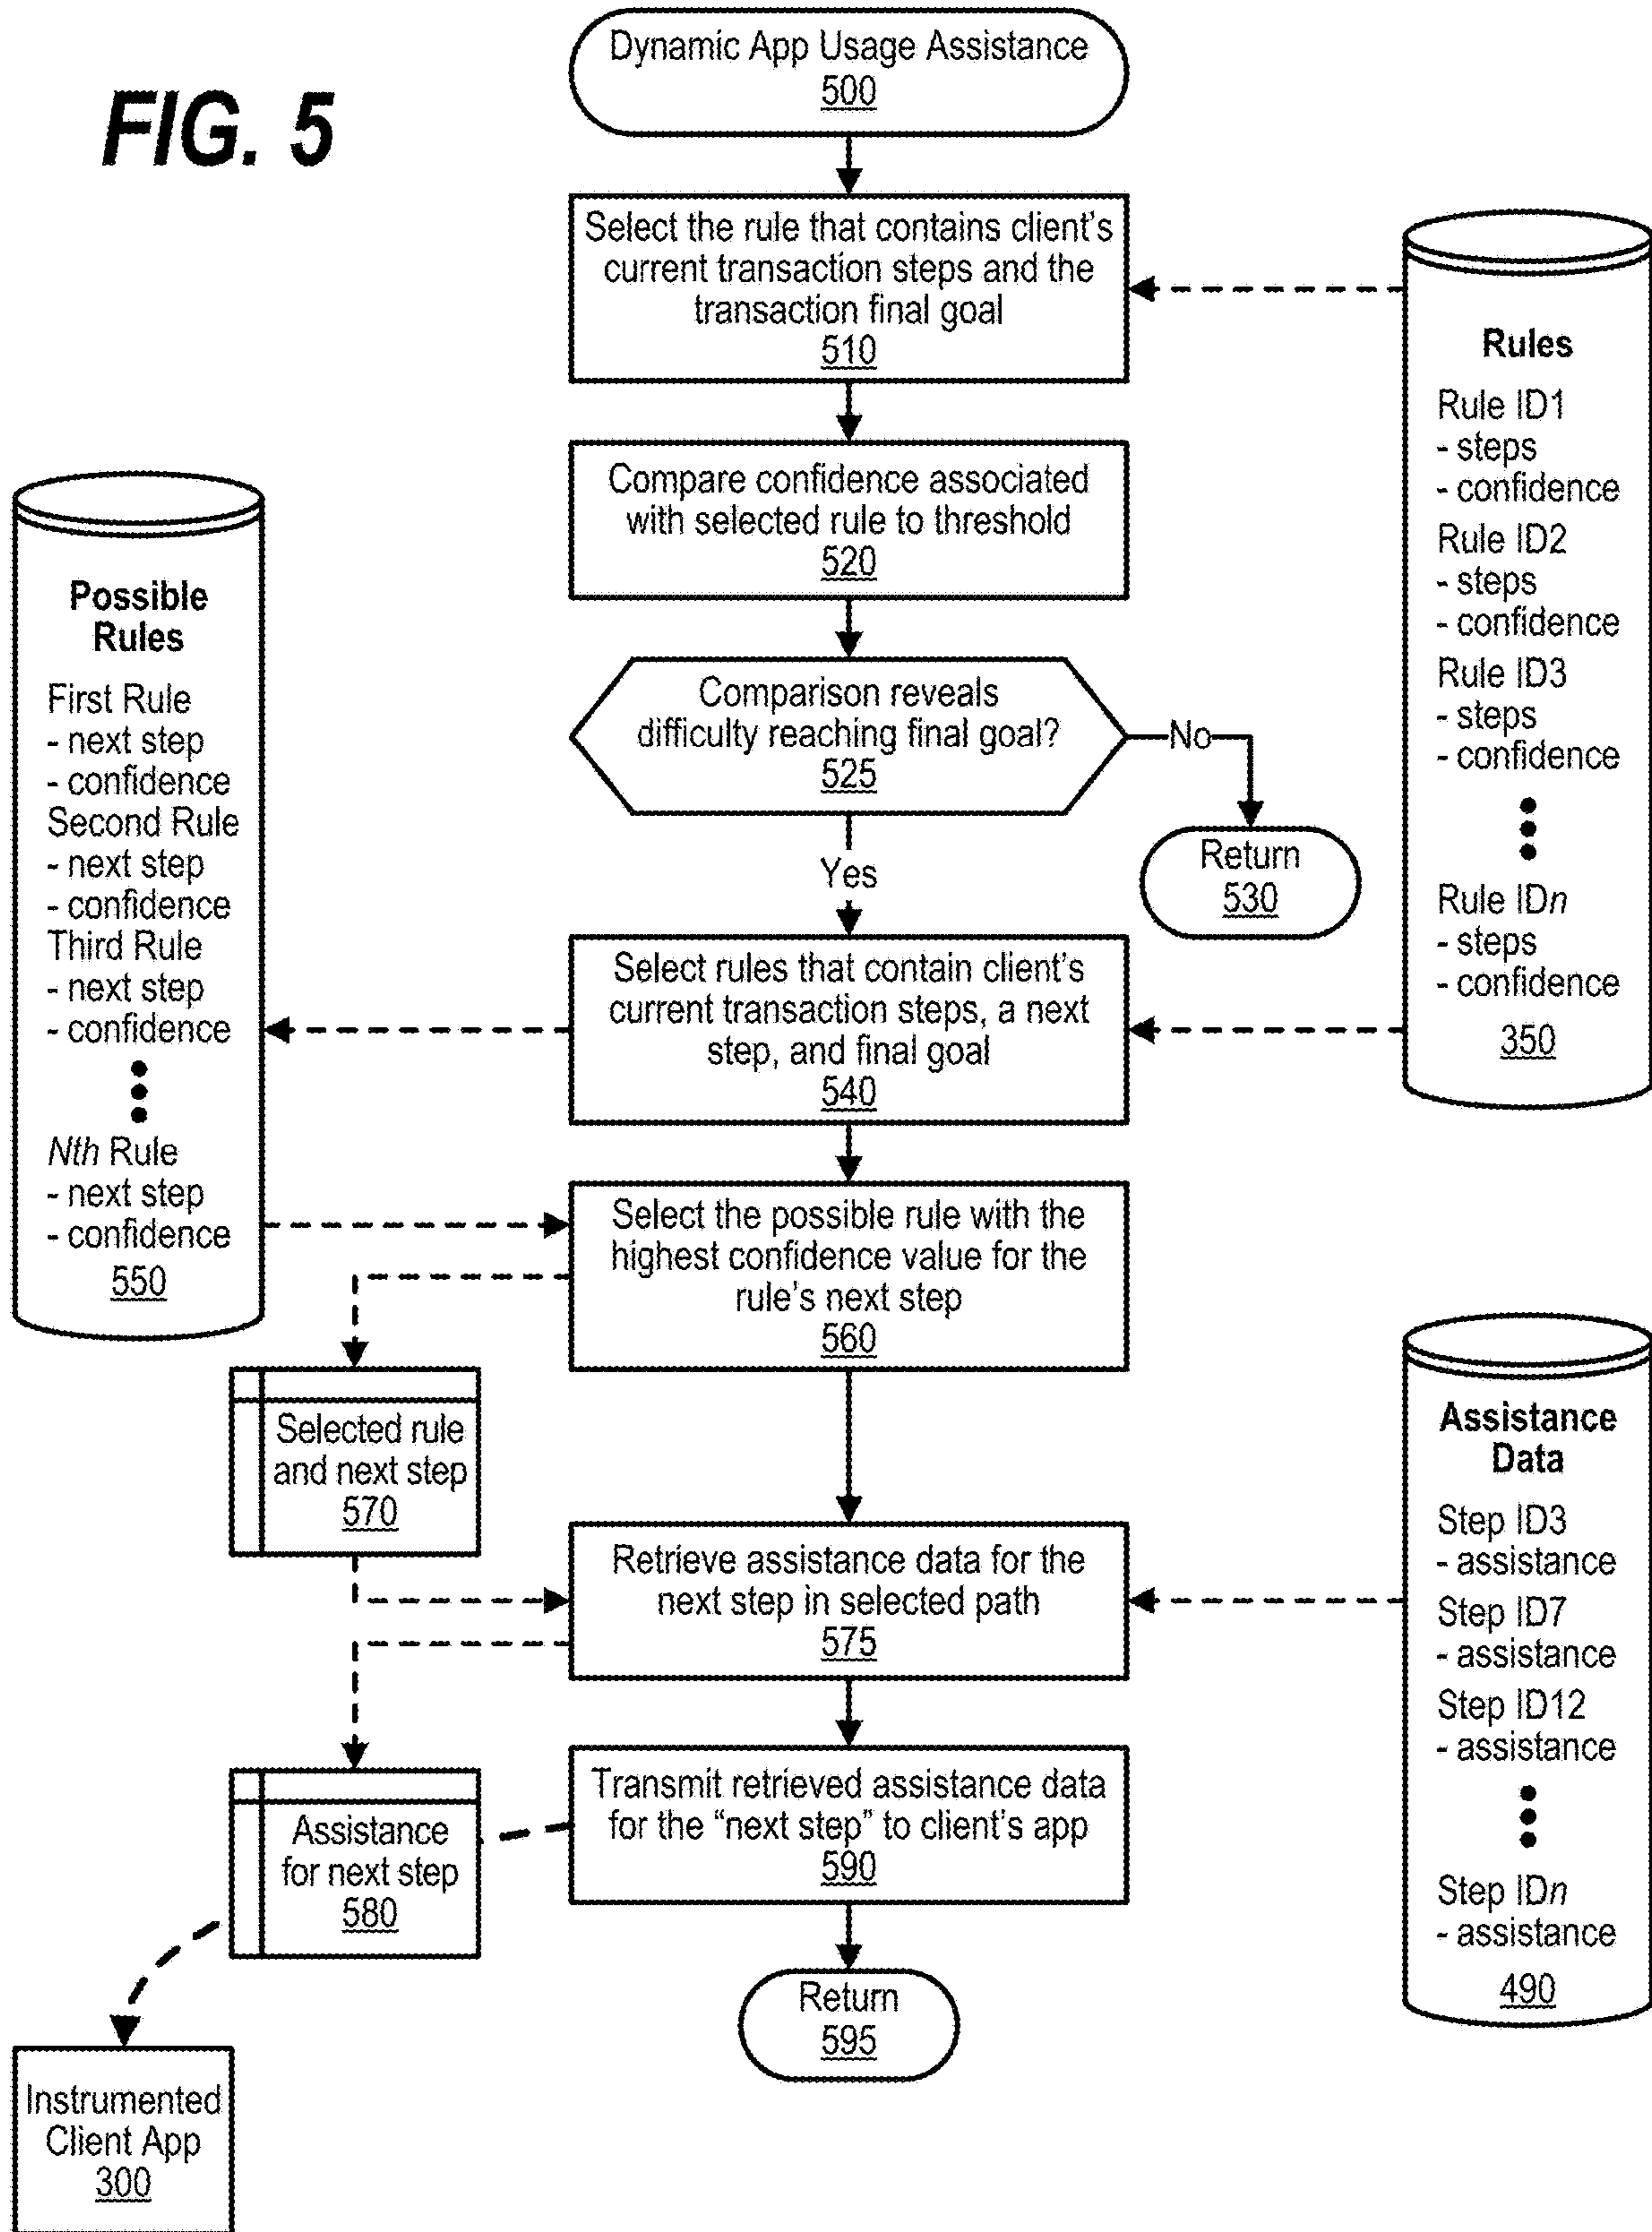 FIG. 5
Dynamic App Usage Assistance
500
Select the rule that contains client's
current transaction steps and the
transaction final goal
510
Compare confidence associated
with selected rule to threshold
520
Comparison reveals
difficulty reaching final goal?
525
No
Return
530
Yes
Select rules that contain client's
current transaction steps, a next
step, and final goal
540
Select the possible rule with the
highest confidence value for the
rule's next step
560
Selected rule
and next step
570
Retrieve assistance data for the
next step in selected path
575
Transmit retrieved assistance data
for the "next step" to client's app
590
Assistance
for next step
580
Return
595
Instrumented
Client App
300
Possible
Rules
First Rule
- next step
- confidence
Second Rule
- next step
- confidence
Third Rule
- next step
- confidence
Nth Rule
- next step
- confidence
550
Rules
Rule ID1
- steps
- confidence
Rule ID2
- steps
- confidence
Rule ID3
- steps
- confidence
Rule IDn
- steps
- confidence
350
Assistance
Data
Step ID3
- assistance
Step ID7
- assistance
Step ID12
- assistance
Step IDn
- assistance
490